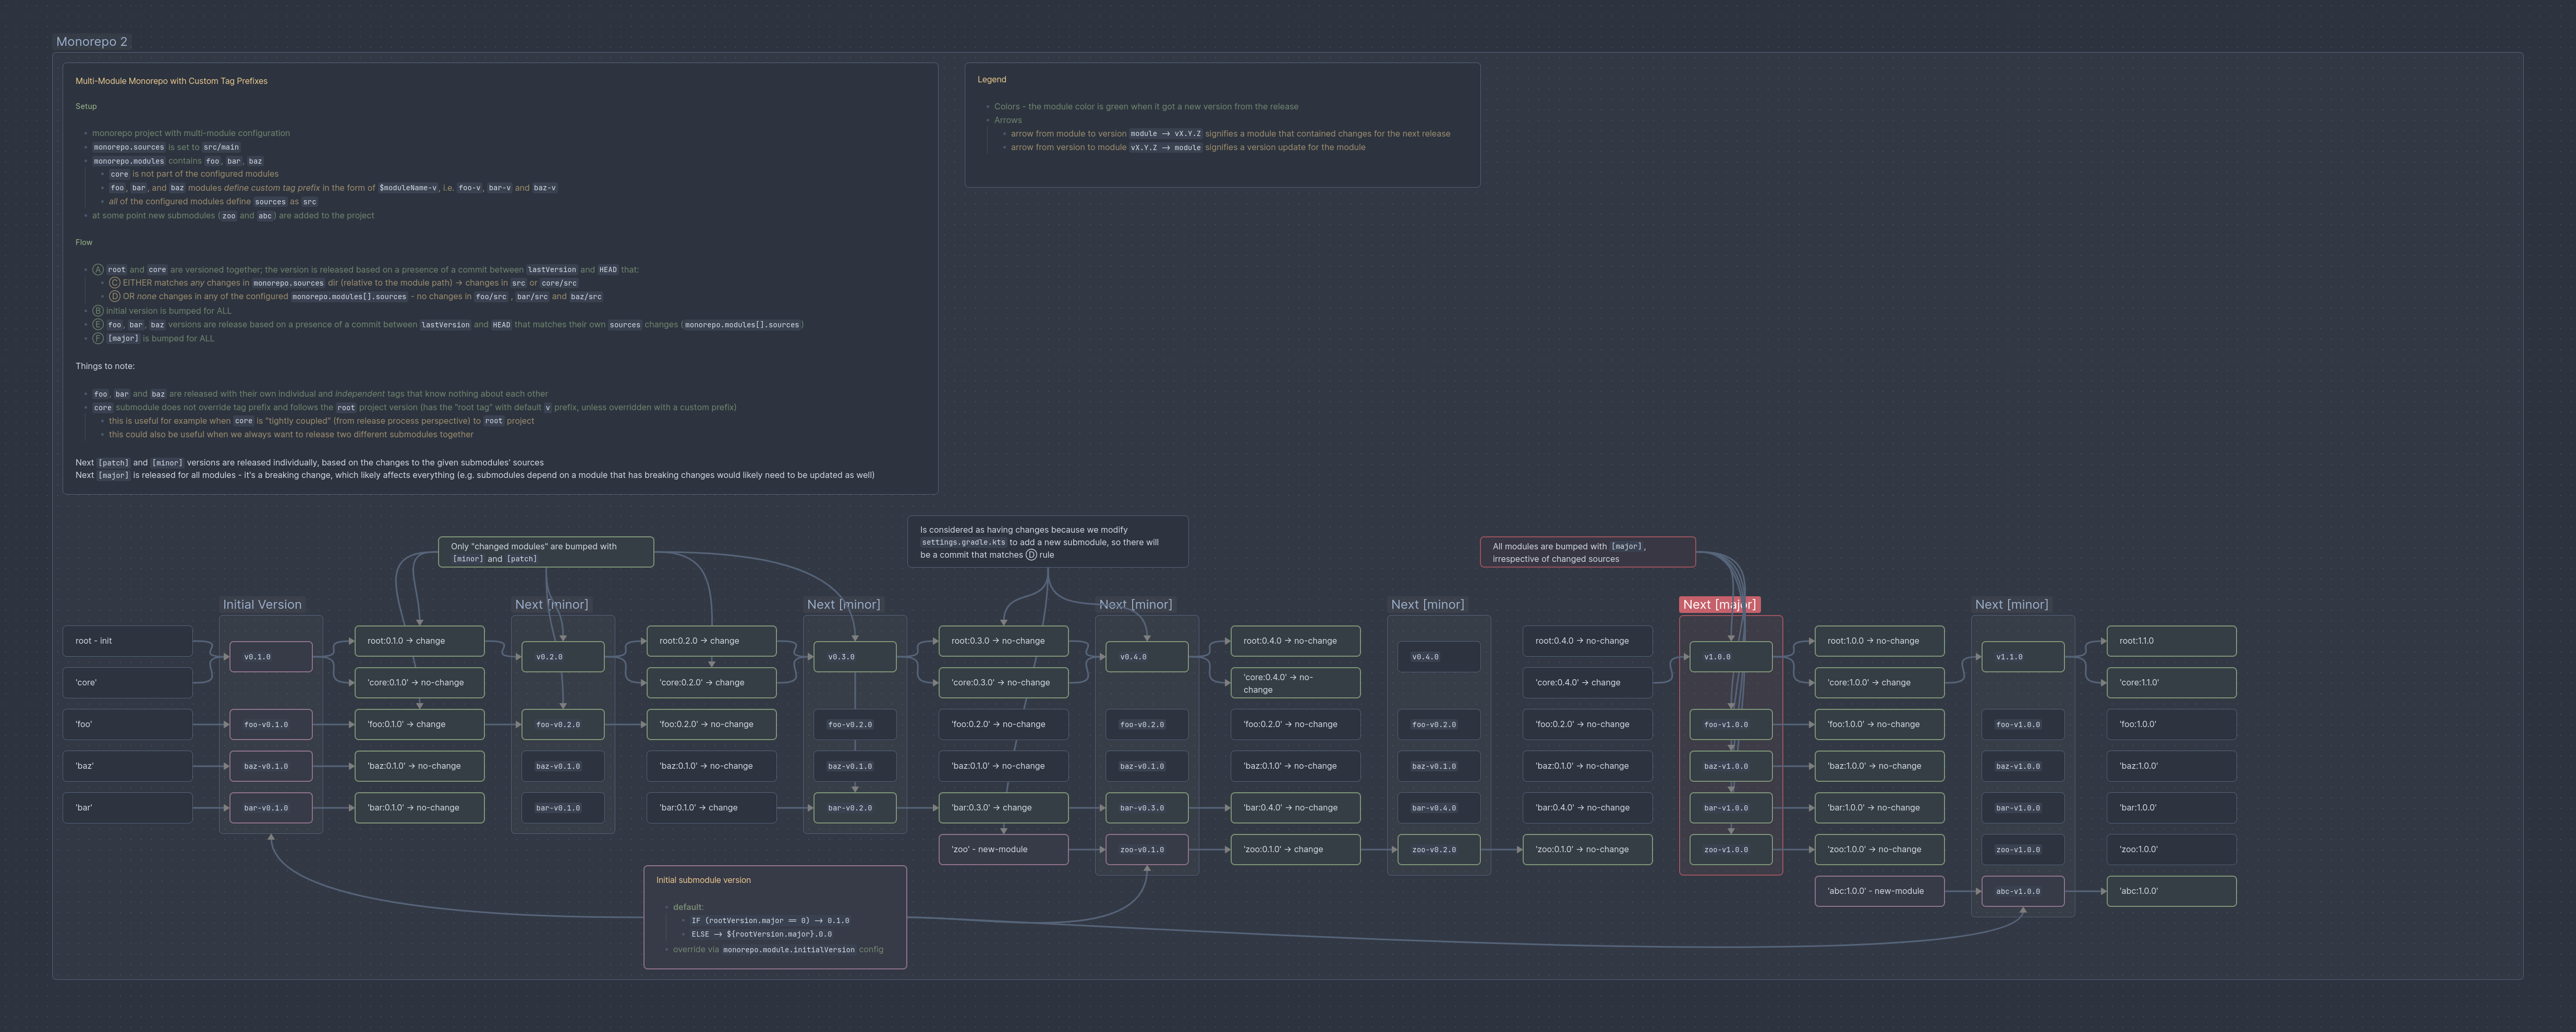 Monorepo 2
Multi-Module Monorepo with Custom Tag Prefixes
Setup
monorepo project with multi-module configuration
monorepo.sources is set to src/main
monorepo.modules contains foo, bar, baz
core is not part of the configured modules
foo, bar, and baz modules define custom tag prefix in the form of $moduleName-v, i.e. foo-v, bar-v and baz-v
all of the configured modules define sources as src
at some point new submodules (zoo and abc) are added to the project
Flow
Ⓐ root and core are versioned together; the version is released based on a presence of a commit between lastVersion and HEAD that:
Ⓒ EITHER matches any changes in monorepo.sources dir (relative to the module path) → changes in src or core/src
Ⓓ OR none changes in any of the configured monorepo.modules[].sources - no changes in foo/src , bar/src and baz/src
Ⓑ initial version is bumped for ALL
Ⓔ foo, bar, baz versions are release based on a presence of a commit between lastVersion and HEAD that matches their own sources changes (monorepo.modules[].sources)
Ⓕ [major] is bumped for ALL
Things to note:
foo, bar and baz are released with their own individual and independent tags that know nothing about each other
core submodule does not override tag prefix and follows the root project version (has the "root tag" with default v prefix, unless overridden with a custom prefix)
this is useful for example when core is "tightly coupled" (from release process perspective) to root project
this could also be useful when we always want to release two different submodules together
Next [patch] and [minor] versions are released individually, based on the changes to the given submodules' sources
Next [major] is released for all modules - it's a breaking change, which likely affects everything (e.g. submodules depend on a module that has breaking changes would likely need to be updated as well)
Legend
Colors - the module color is green when it got a new version from the release
Arrows
arrow from module to version module → vX.Y.Z signifies a module that contained changes for the next release
arrow from version to module vX.Y.Z → module signifies a version update for the module
Only "changed modules" are bumped with
[minor] and [patch]
Is considered as having changes because we modify
settings.gradle.kts to add a new submodule, so there will
be a commit that matches Ⓓ rule
All modules are bumped with [major],
irrespective of changed sources
root - init
'core'
'foo'
'baz'
'bar'
Initial Version
v0.1.0
foo-v0.1.0
baz-v0.1.0
bar-v0.1.0
root:0.1.0 → change
'core:0.1.0' → no-change
'foo:0.1.0' → change
'baz:0.1.0' → no-change
'bar:0.1.0' → no-change
Next [minor]
v0.2.0
foo-v0.2.0
baz-v0.1.0
bar-v0.1.0
root:0.2.0 → change
'core:0.2.0' → change
'foo:0.2.0' → no-change
'baz:0.1.0' → no-change
'bar:0.1.0' → change
Next [minor]
v0.3.0
foo-v0.2.0
baz-v0.1.0
bar-v0.2.0
root:0.3.0 → no-change
'core:0.3.0' → no-change
'foo:0.2.0' → no-change
'baz:0.1.0' → no-change
'bar:0.3.0' → change
'zoo' - new-module
Next [minor]
v0.4.0
foo-v0.2.0
baz-v0.1.0
bar-v0.3.0
zoo-v0.1.0
root:0.4.0 → no-change
'core:0.4.0' → no-
change
'foo:0.2.0' → no-change
'baz:0.1.0' → no-change
'bar:0.4.0' → no-change
'zoo:0.1.0' → change
Next [minor]
v0.4.0
foo-v0.2.0
baz-v0.1.0
bar-v0.4.0
zoo-v0.2.0
root:0.4.0 → no-change
'core:0.4.0' → change
'foo:0.2.0' → no-change
'baz:0.1.0' → no-change
'bar:0.4.0' → no-change
'zoo:0.1.0' → no-change
Next [major]
v1.0.0
foo-v1.0.0
baz-v1.0.0
bar-v1.0.0
zoo-v1.0.0
root:1.0.0 → no-change
'core:1.0.0' → change
'foo:1.0.0' → no-change
'baz:1.0.0' → no-change
'bar:1.0.0' → no-change
'zoo:1.0.0' → no-change
'abc:1.0.0' - new-module
Next [minor]
v1.1.0
foo-v1.0.0
baz-v1.0.0
bar-v1.0.0
zoo-v1.0.0
abc-v1.0.0
root:1.1.0
'core:1.1.0'
'foo:1.0.0'
'baz:1.0.0'
'bar:1.0.0'
'zoo:1.0.0'
'abc:1.0.0'
Initial submodule version
default:
IF (rootVersion.major == 0) → 0.1.0
ELSE → ${rootVersion.major}.0.0
override via monorepo.module.initialVersion config